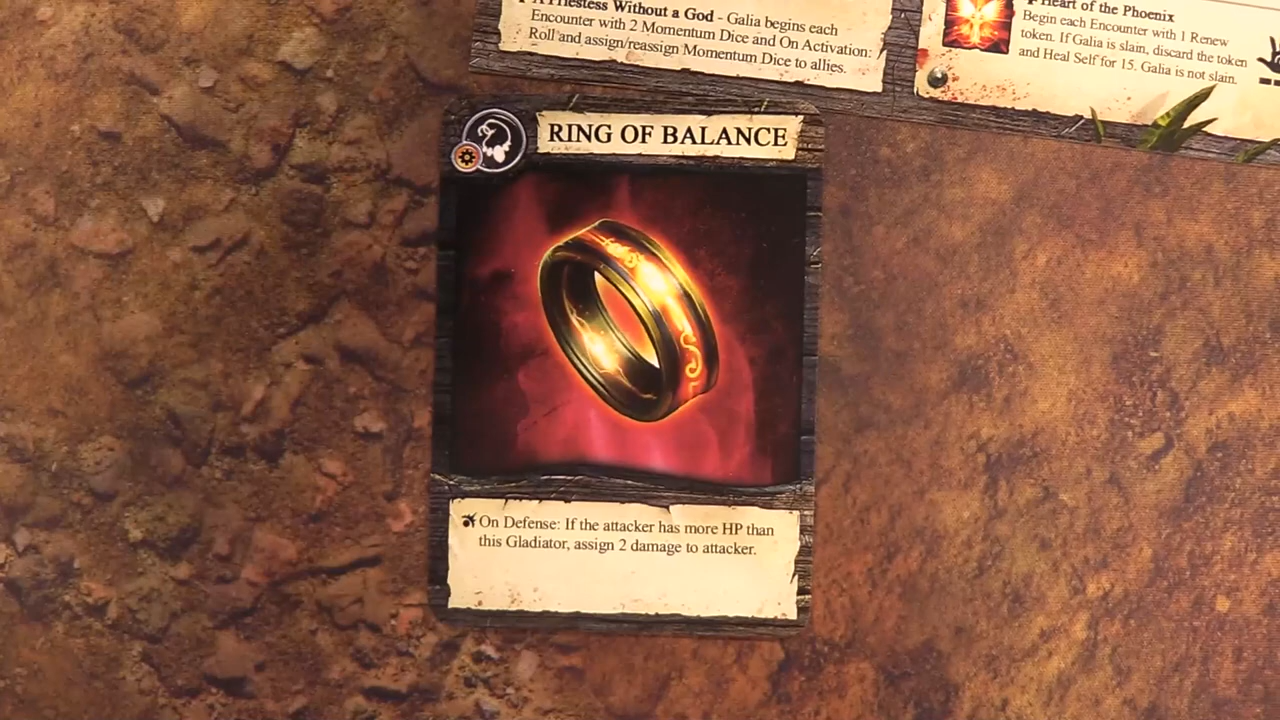 Priestess Without a God - Galia begins each
Encounter with 2 Momentum Dice and On Activation:
Roll and assign/reassign Momentum Dice to allies.
Heart of the Phoenix
Begin each Encounter with 1 Renew
token. If Galia is slain, discard the token
and Heal Self for 15. Galia is not slain.
RING OF BALANCE
On Defense: If the attacker has more HP than
this Gladiator, assign 2 damage to attacker.